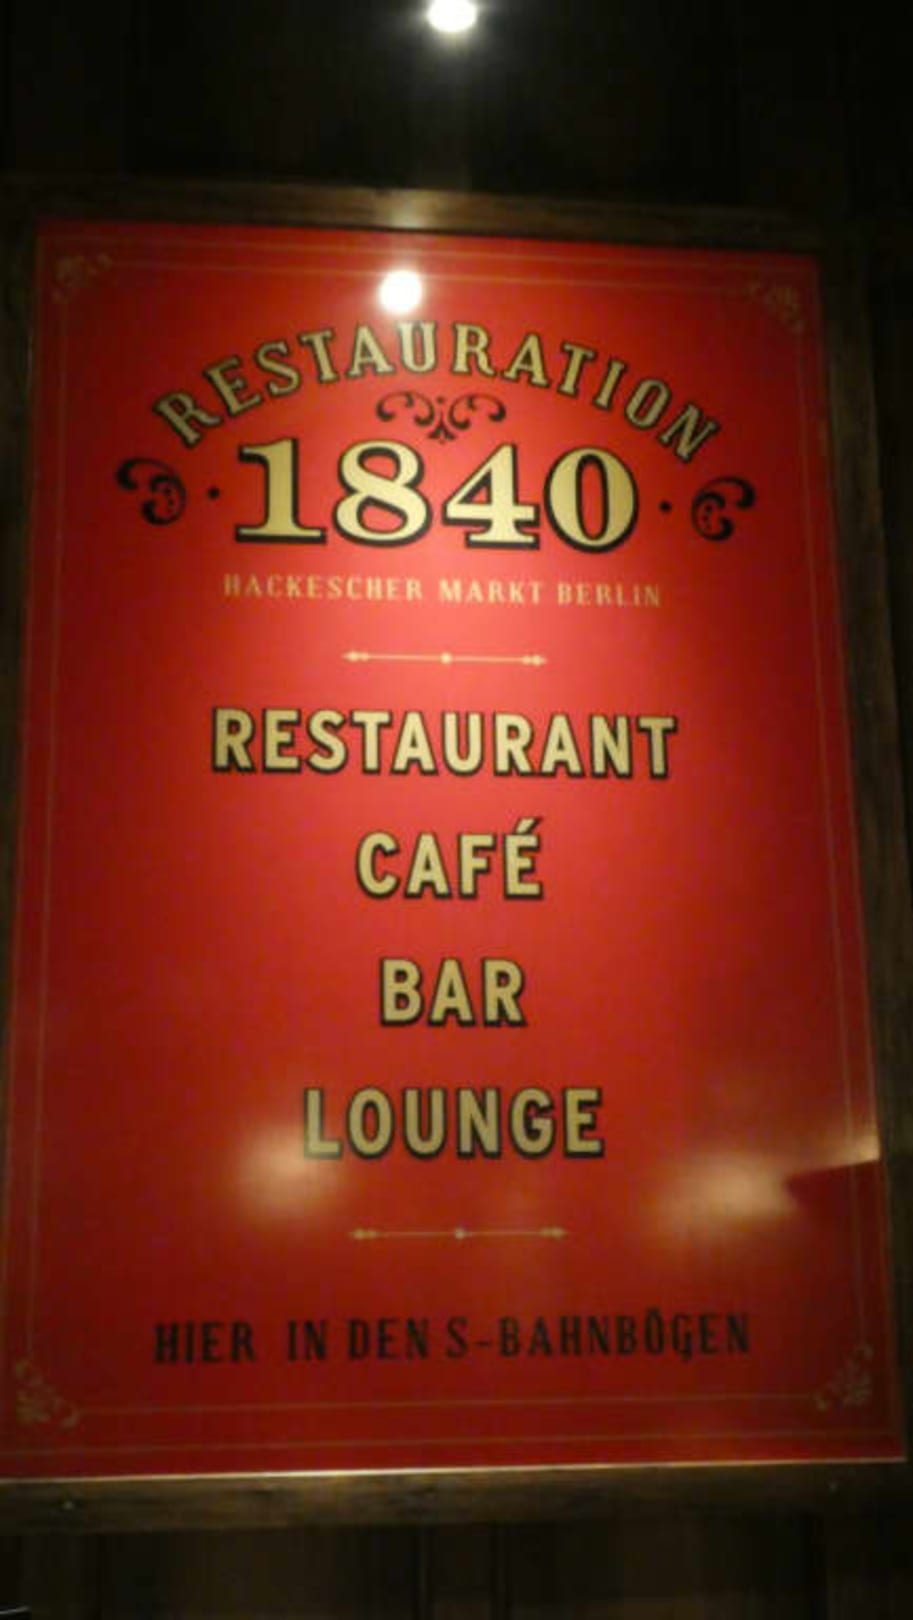 RESTAURATION
1840
HACKESCHER MARKT BERLIN
RESTAURANT
CAFÉ
BAR
LOUNGE
HIER IN DEN S-BAHNBÖGEN